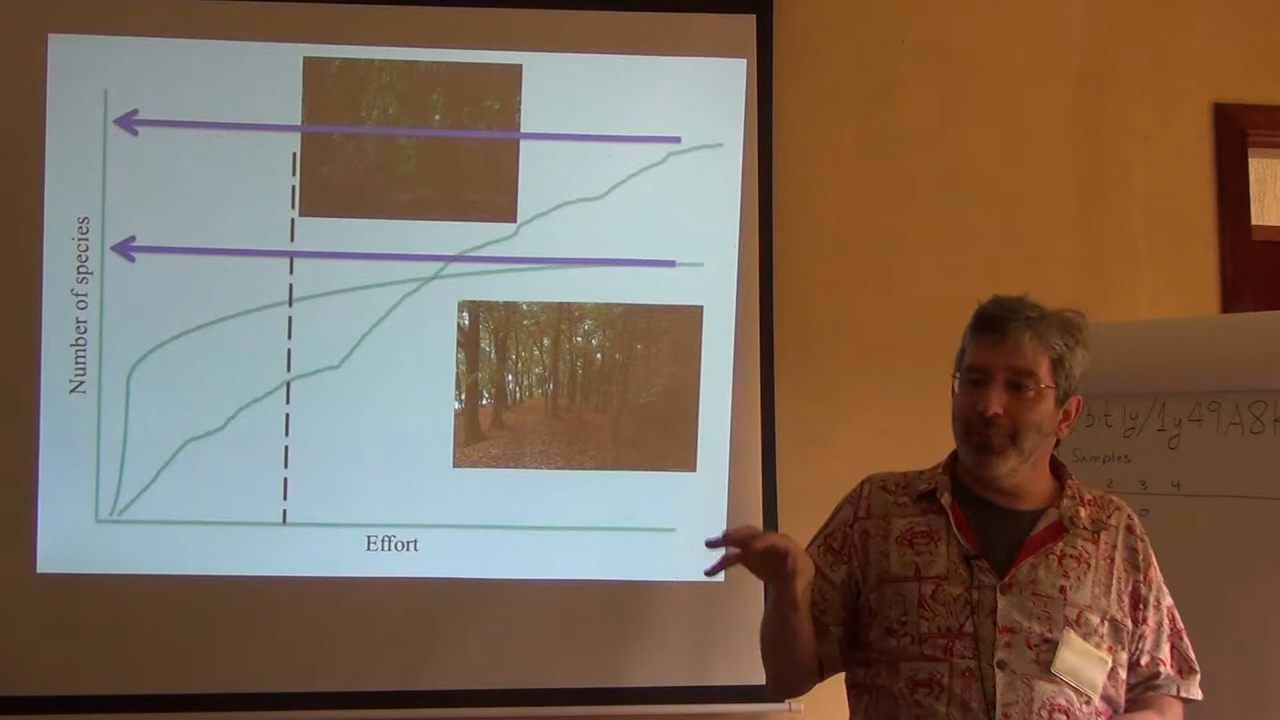 Number of species
Effort
bit ly/1y49A8
Samples
2 3 4